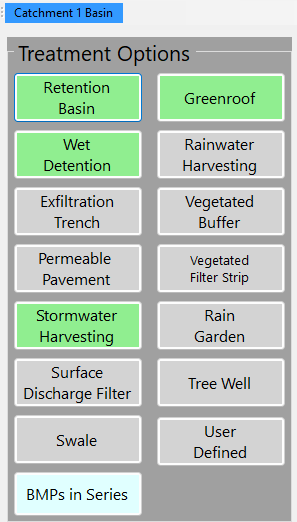 Catchment 1 Basin
Treatment Options
Retention
Basin
Greenroof
Wet
Detention
Rainwater
Harvesting
Exfiltration
Trench
Vegetated
Buffer
Permeable
Pavement
Vegetated
Filter Strip
Stormwater
Harvesting
Rain
Garden
Surface
Discharge Filter
Tree Well
Swale
User
Defined
BMPs in Series